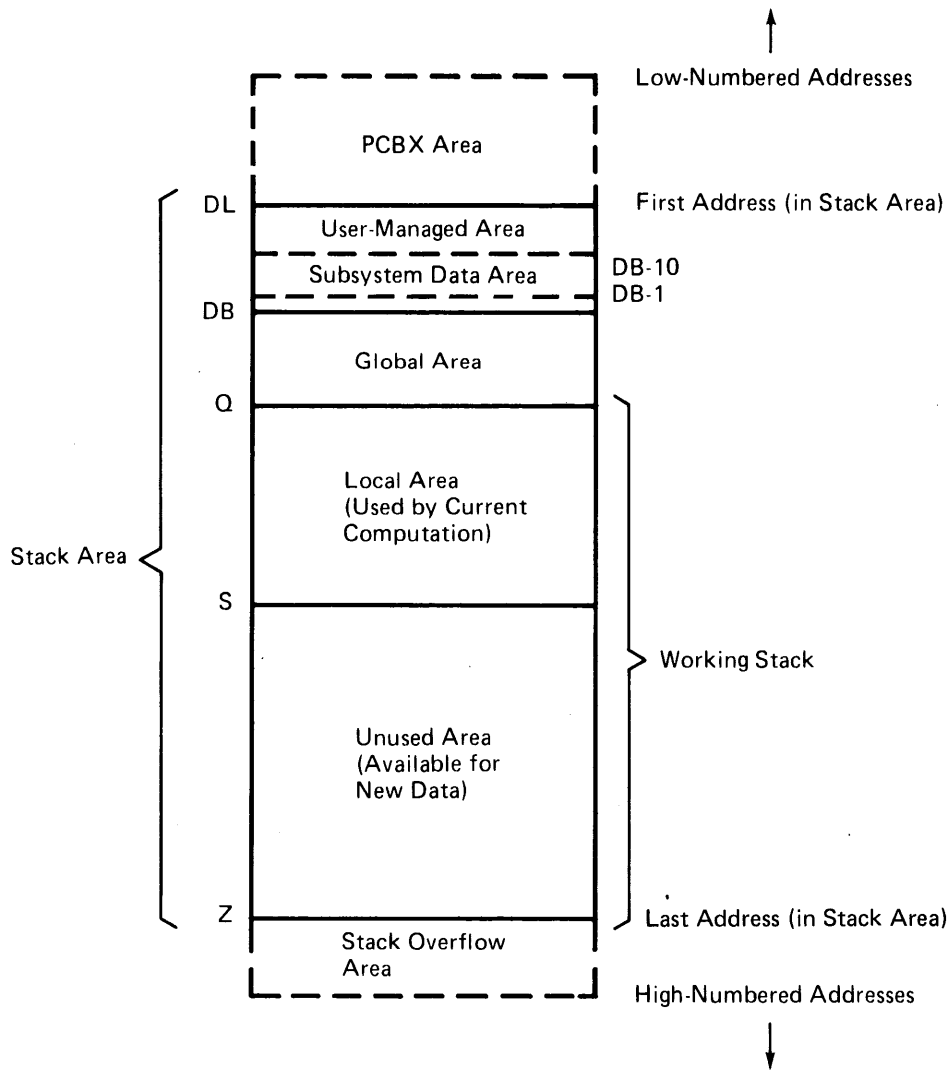 Low-Numbered Addresses
PCBX Area
DL
First Address (in Stack Area)
User-Managed Area
Subsystem Data Area
DB-10
DB-1
DB
Global Area
Q
Local Area
(Used by Current
Computation)
Stack Area
S
Working Stack
Unused Area
(Available for
New Data)
Z
Last Address (in Stack Area)
Stack Overflow
Area
High-Numbered Addresses